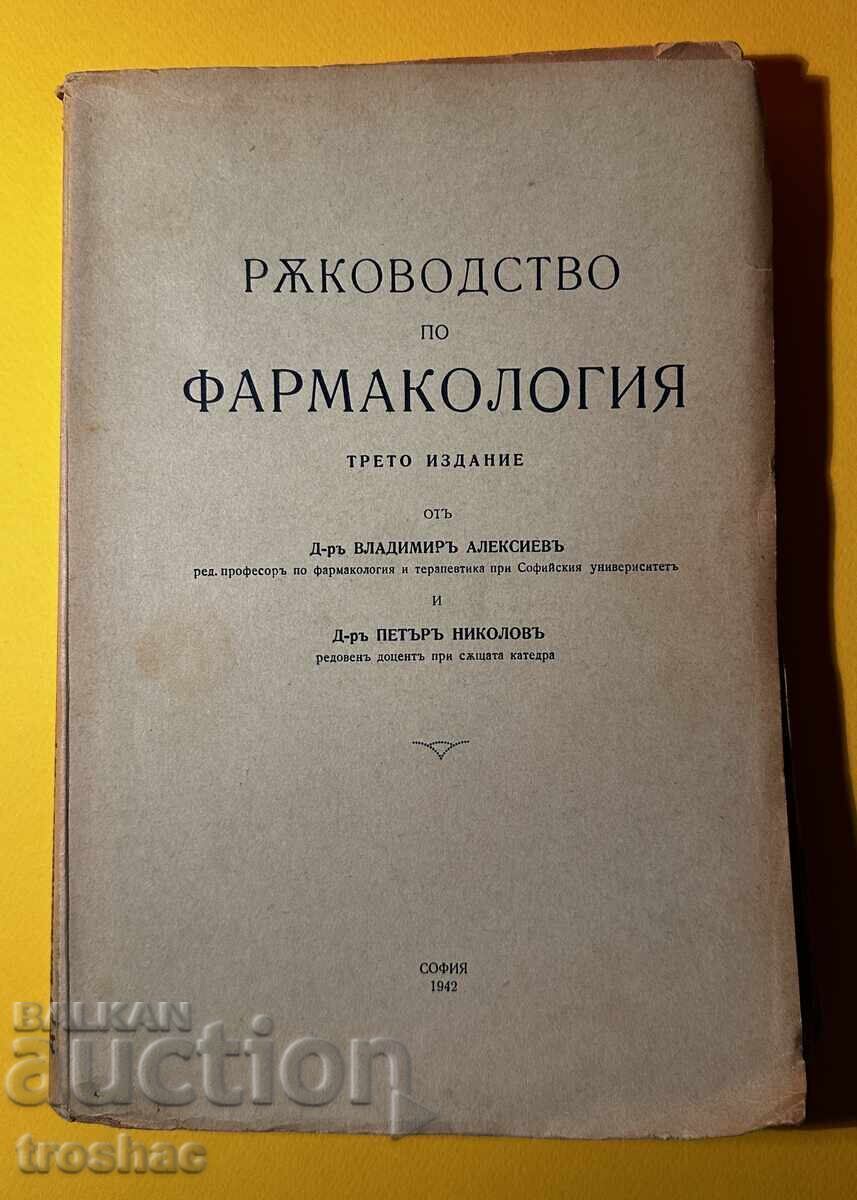 РѪКОВОДСТВО
ПО
ФАРМАКОЛОГИЯ
ТРЕТО ИЗДАНИЕ
ОТЪ
Д-ръ ВЛАДИМИРЪ АЛЕКСИЕВЪ
ред. професоръ по фармакология и терапевтика при Софийския универиситетъ
И
Д-ръ ПЕТЪРЪ НИКОЛОВЪ
редовенъ доцентъ при сѫщата катедра
СОФИЯ
1942
BALKAN
auction
troshac